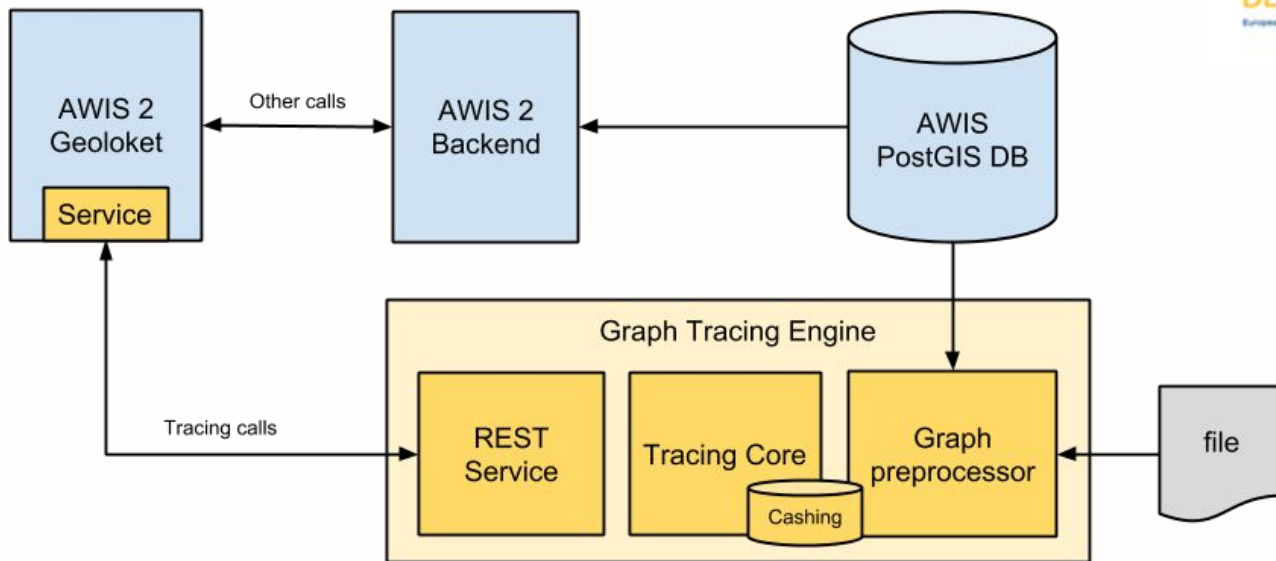 Europea
AWIS 2
Geoloket
Service
Other calls
AWIS 2
Backend
AWIS
PostGIS DB
Graph Tracing Engine
Tracing calls
REST
Service
Tracing Core
Cashing
Graph
preprocessor
file